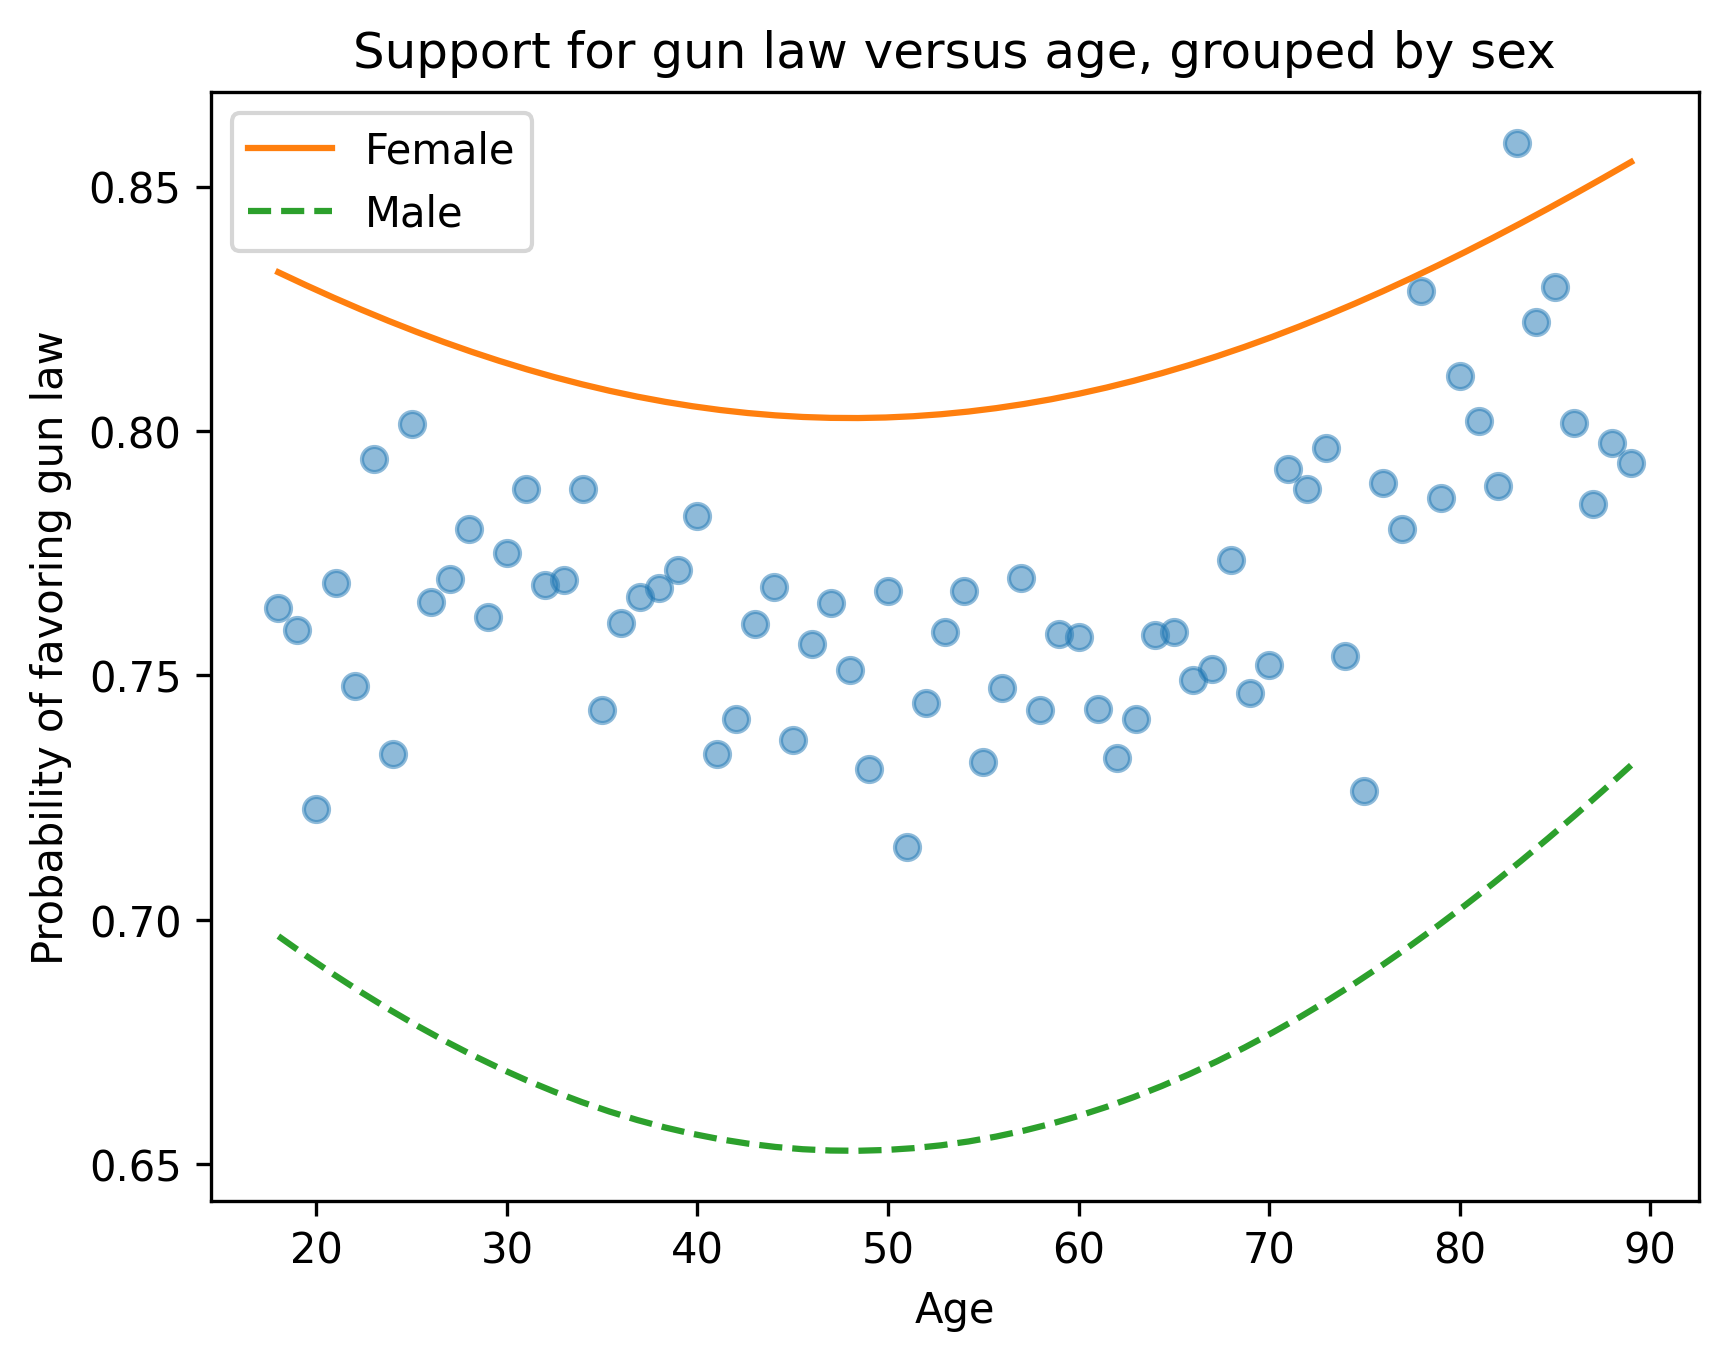 Support for gun law versus age, grouped by sex
Female
Male
Probability of favoring gun law
0.85
0.80
0.75
0.70
0.65
20 30 40 50 60 70 80 90
Age